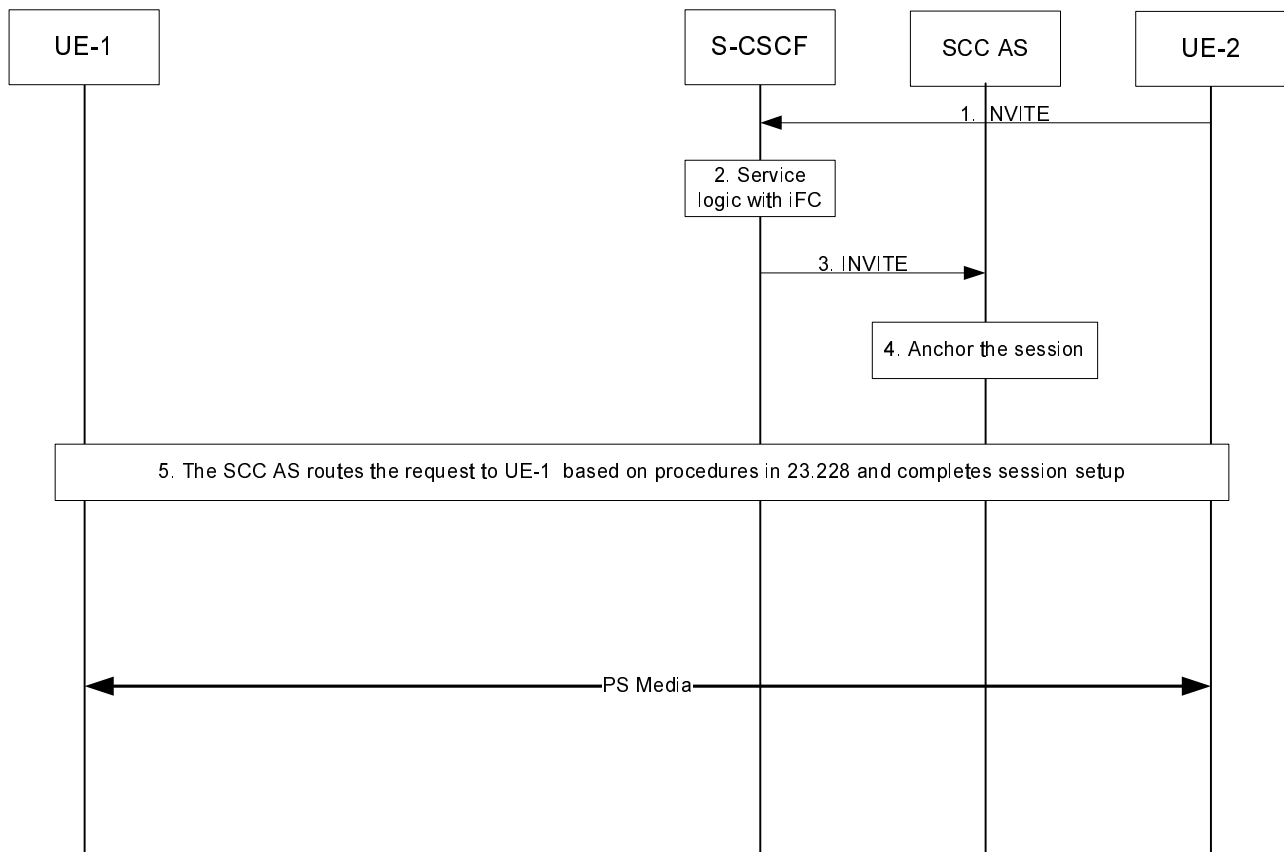 UE-1
S-CSCF
SCC AS
UE-2
1. INVITE
2. Service
logic with iFC
3. INVITE
4. Anchor the session
5. The SCC AS routes the request to UE-1 based on procedures in 23.228 and completes session setup
PS Media